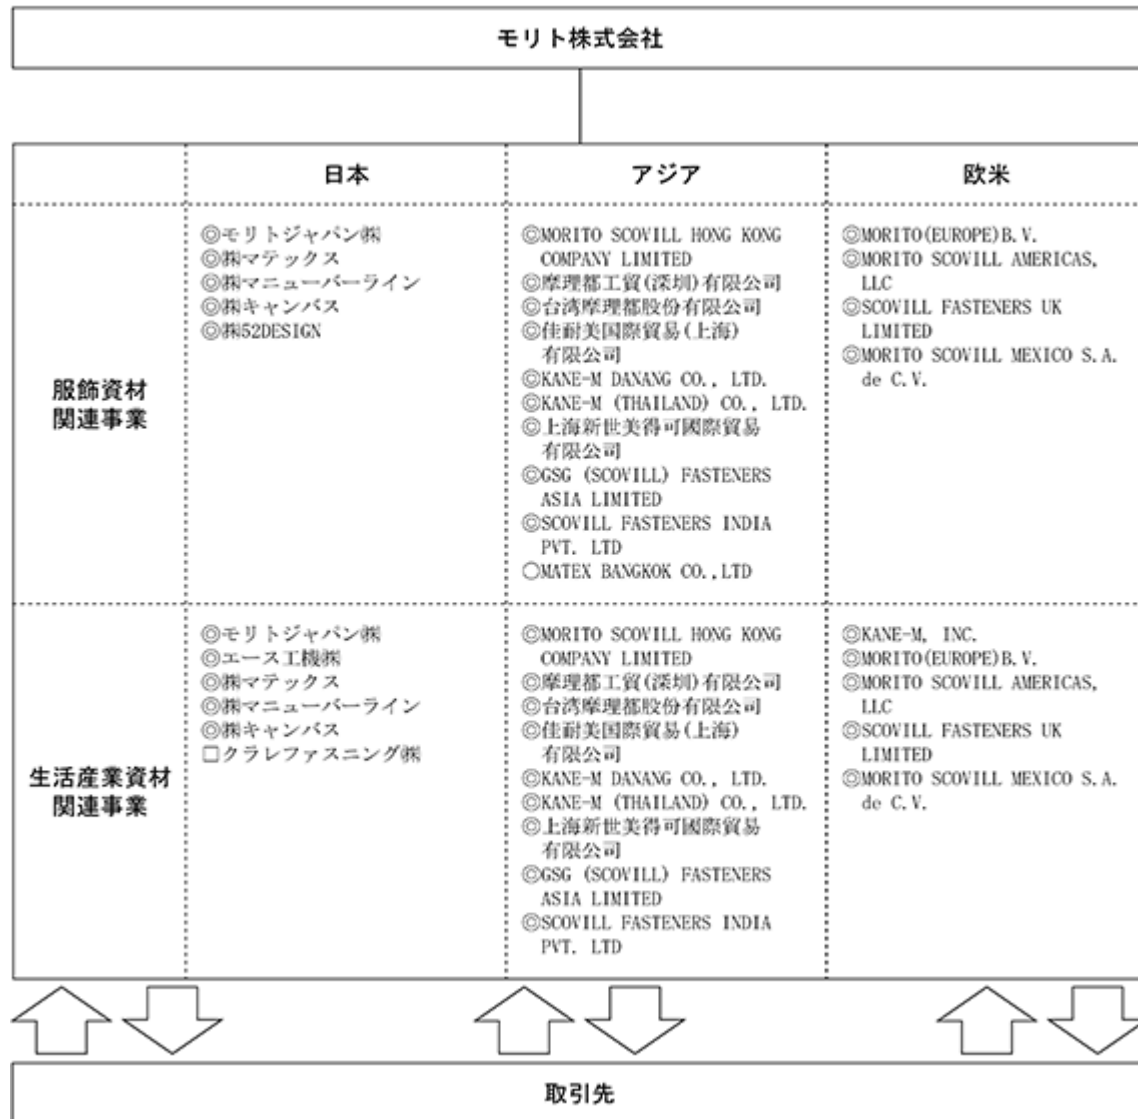 モリト株式会社
日本
アジア
欧米
服飾資材
関連事業
◎モリトジャパン㈱
◎㈱マテックス
◎㈱マニューバーライン
◎㈱キャンバス
◎㈱52DESIGN
◎MORITO SCOVILL HONG KONG
COMPANY LIMITED
◎摩理都工貿(深圳)有限公司
◎台湾摩理都股份有限公司
◎佳耐美国際貿易(上海)
有限公司
◎KANE-M DANANG CO., LTD.
◎KANE-M (THAILAND) CO., LTD.
◎上海新世美得可國際貿易
有限公司
◎GSG (SCOVILL) FASTENERS
ASIA LIMITED
◎SCOVILL FASTENERS INDIA
PVT. LTD
○MATEX BANGKOK CO.,LTD
◎MORITO(EUROPE)B.V.
◎MORITO SCOVILL AMERICAS,
LLC
◎SCOVILL FASTENERS UK
LIMITED
◎MORITO SCOVILL MEXICO S.A.
de C.V.
生活産業資材
関連事業
◎モリトジャパン㈱
◎エース工機㈱
◎㈱マテックス
◎㈱マニューバーライン
◎㈱キャンバス
□クラレファスニング㈱
◎MORITO SCOVILL HONG KONG
COMPANY LIMITED
◎摩理都工貿(深圳)有限公司
◎台湾摩理都股份有限公司
◎佳耐美国際貿易(上海)
有限公司
◎KANE-M DANANG CO., LTD.
◎KANE-M (THAILAND) CO., LTD.
◎上海新世美得可國際貿易
有限公司
◎GSG (SCOVILL) FASTENERS
ASIA LIMITED
◎SCOVILL FASTENERS INDIA
PVT. LTD
◎KANE-M, INC.
◎MORITO(EUROPE)B.V.
◎MORITO SCOVILL AMERICAS,
LLC
◎SCOVILL FASTENERS UK
LIMITED
◎MORITO SCOVILL MEXICO S.A.
de C.V.
取引先